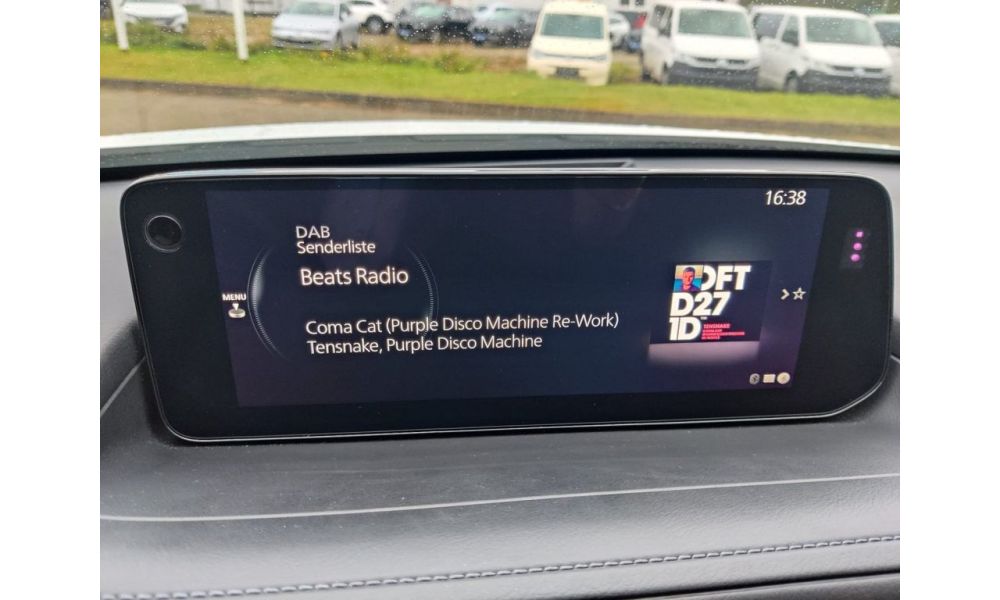 16:38
DAB
Senderliste
Beats Radio
MENU
Coma Cat (Purple Disco Machine Re-Work)
Tensnake, Purple Disco Machine
DFT
D27
1D
TENSNAKE